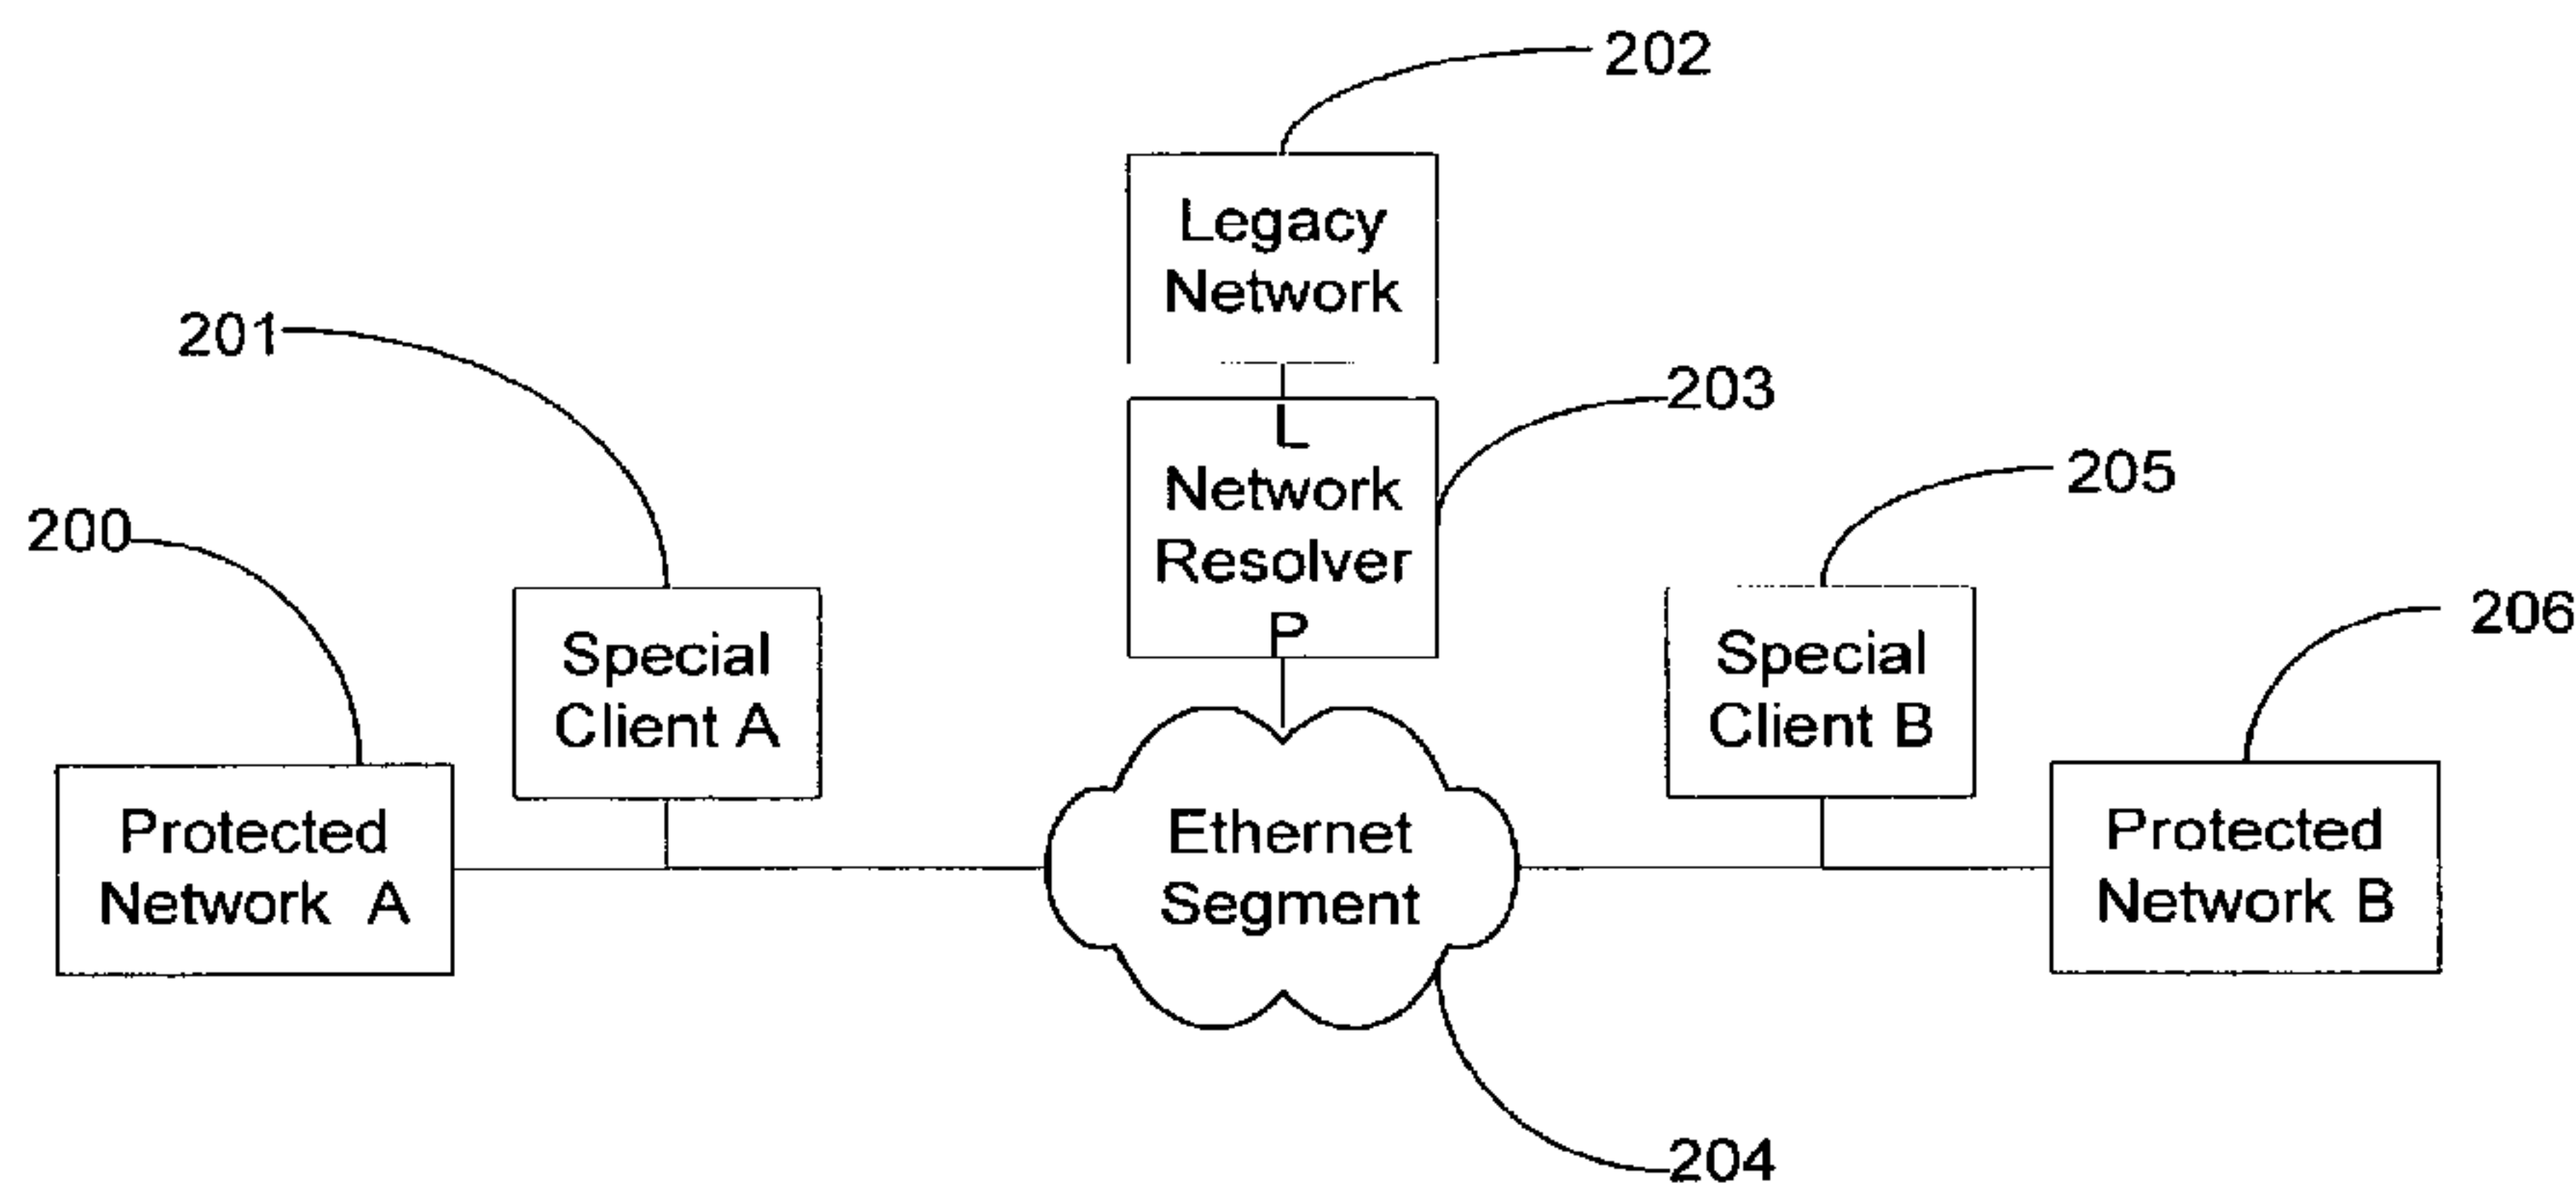 202
Legacy
Network
201
203
L
Network
Resolver
P
205
200
206
Special
Client A
Special
Client B
Protected
Network A
Ethernet
Segment
Protected
Network B
204